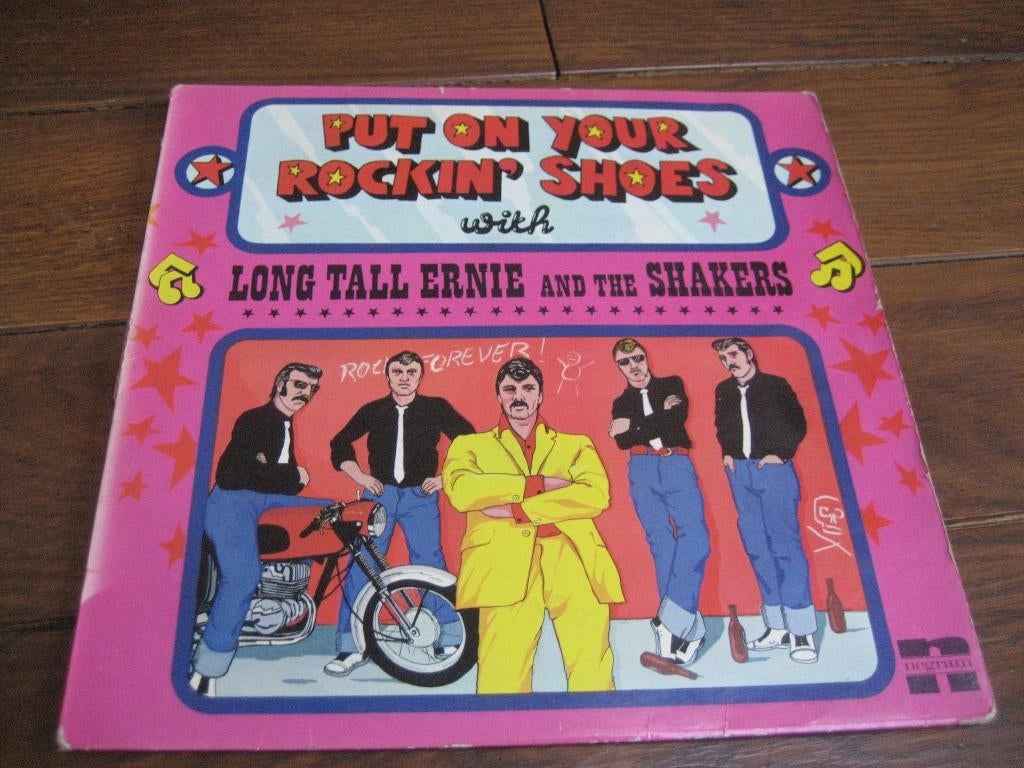 PUT ON YOUR
ROCKIN' SHOES
with
LONG TALL ERNIE AND THE SHAKERS
ROCK FOREVER!
negram